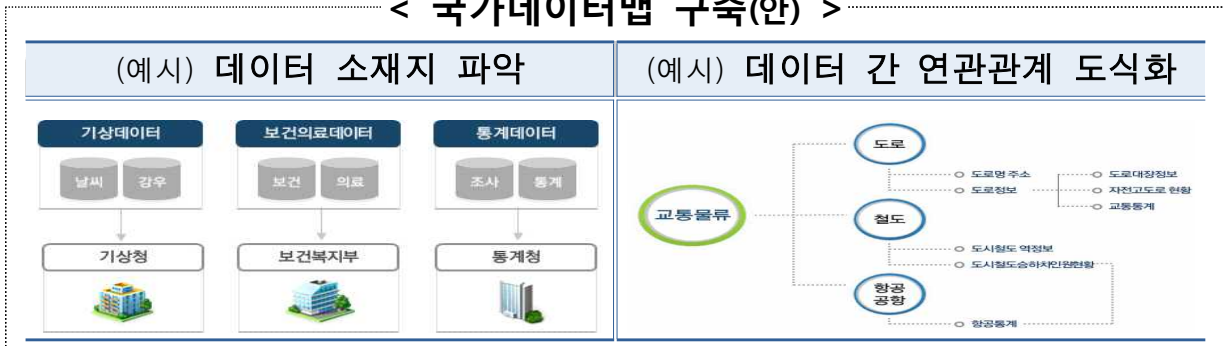 < 국가데이터맵 구축(안) >
(예시) 데이터 소재지 파악
(예시) 데이터 간 연관관계 도식화
기상데이터
보건의료데이터
통계데이터
날씨 강우
보건 의료
조사 통계
기상청
보건복지부
통계청
교통물류
도로
도로명 주소
도로정보
도로대장정보
자전고도로 현황
교통통계
철도
도시철도 역정보
도시철도승하차인원현황
항공
공항
항공통계